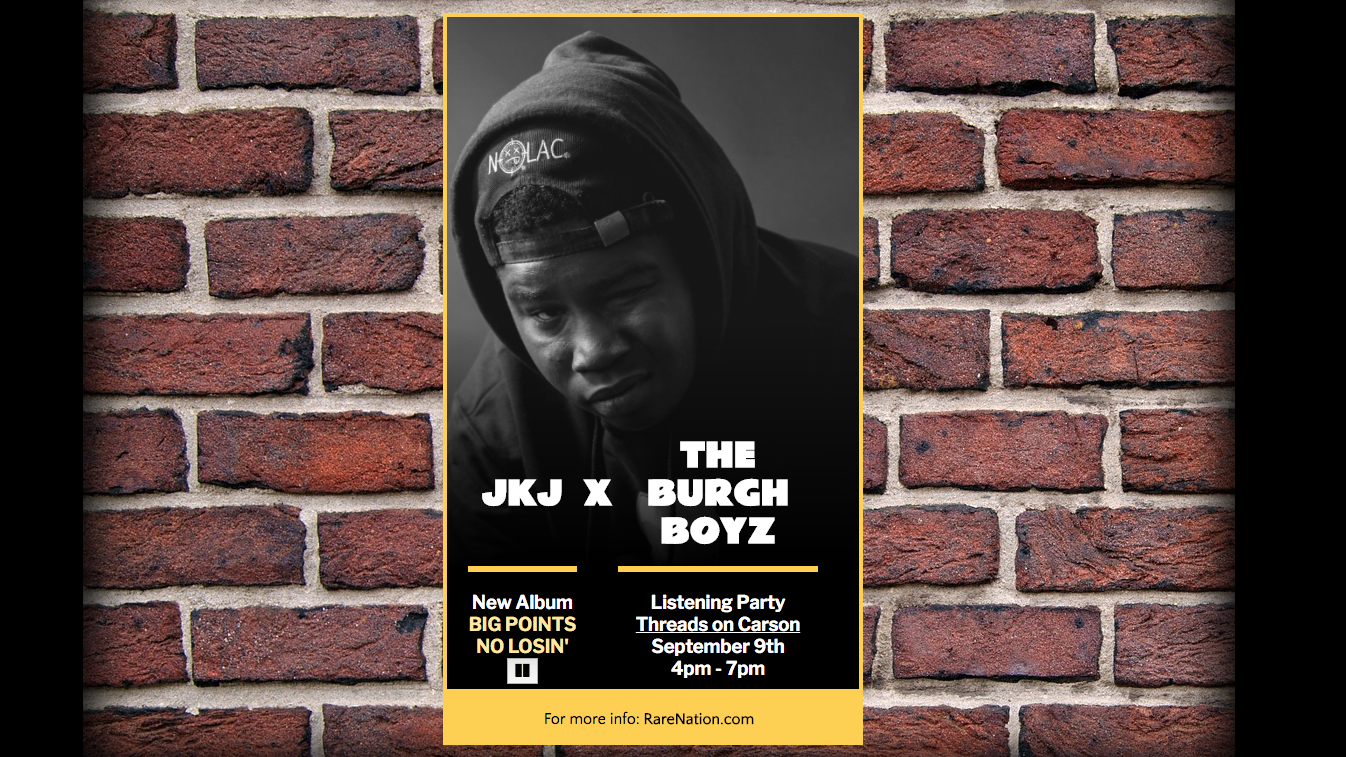 NOLAC
THE
JKJ X BURGH
BOYZ
New Album
BIG POINTS
NO LOSIN'
Listening Party
Threads on Carson
September 9th
4pm - 7pm
For more info: RareNation.com